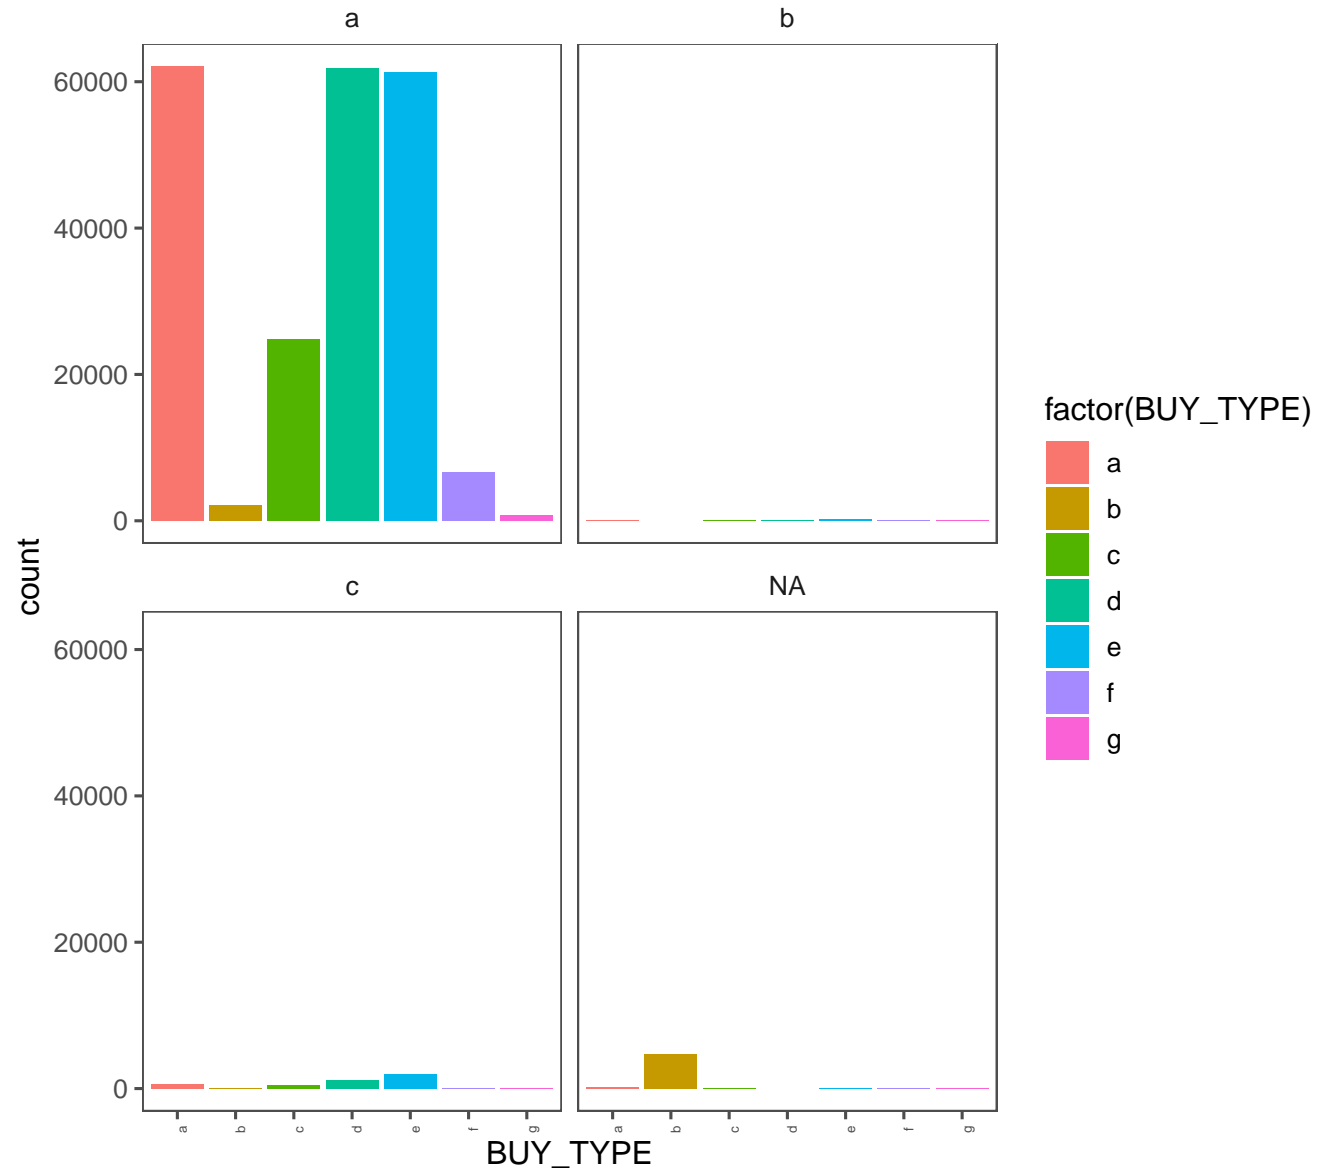 a
b
60000
40000
20000
0
c
NA
60000
40000
20000
0
a b c d e f g
a b c d e f g
count
BUY_TYPE
factor(BUY_TYPE)
a
b
c
d
e
f
g